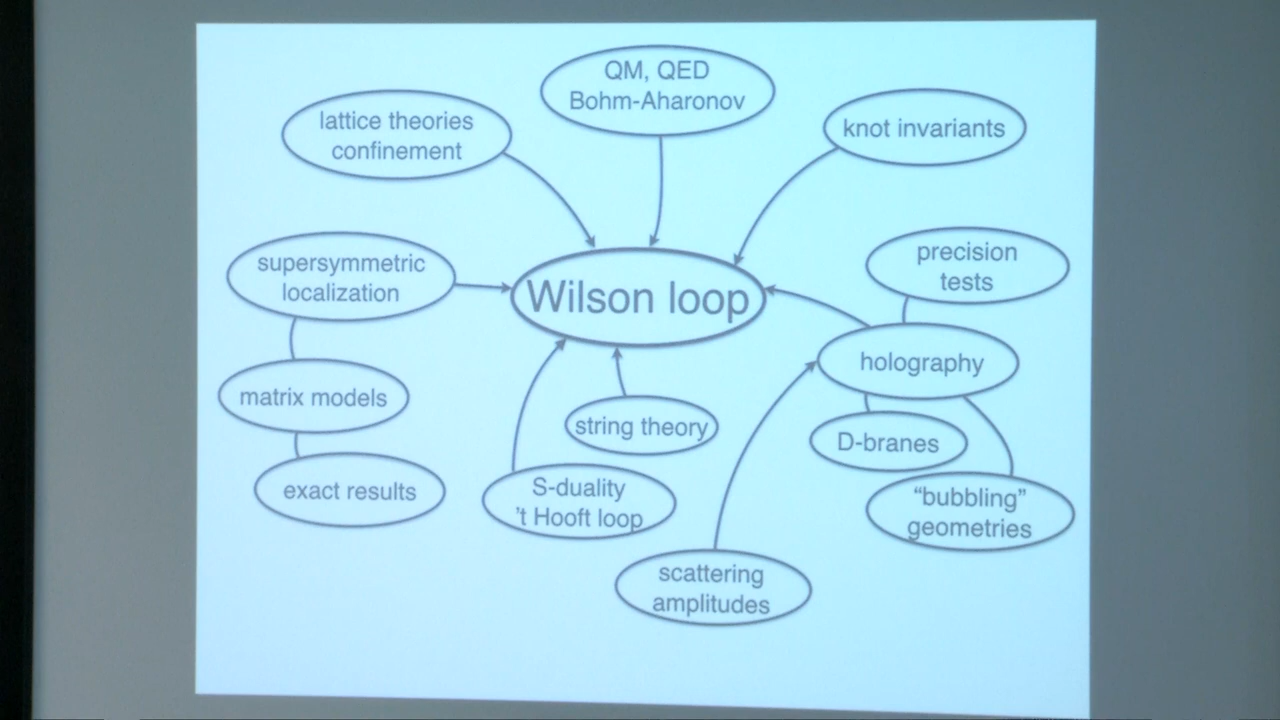 QM, QED
Bohm-Aharonov
lattice theories
confinement
knot invariants
supersymmetric
localization
Wilson loop
precision
tests
holography
matrix models
string theory
D-branes
exact results
S-duality
't Hooft loop
“bubbling”
geometries
scattering
amplitudes